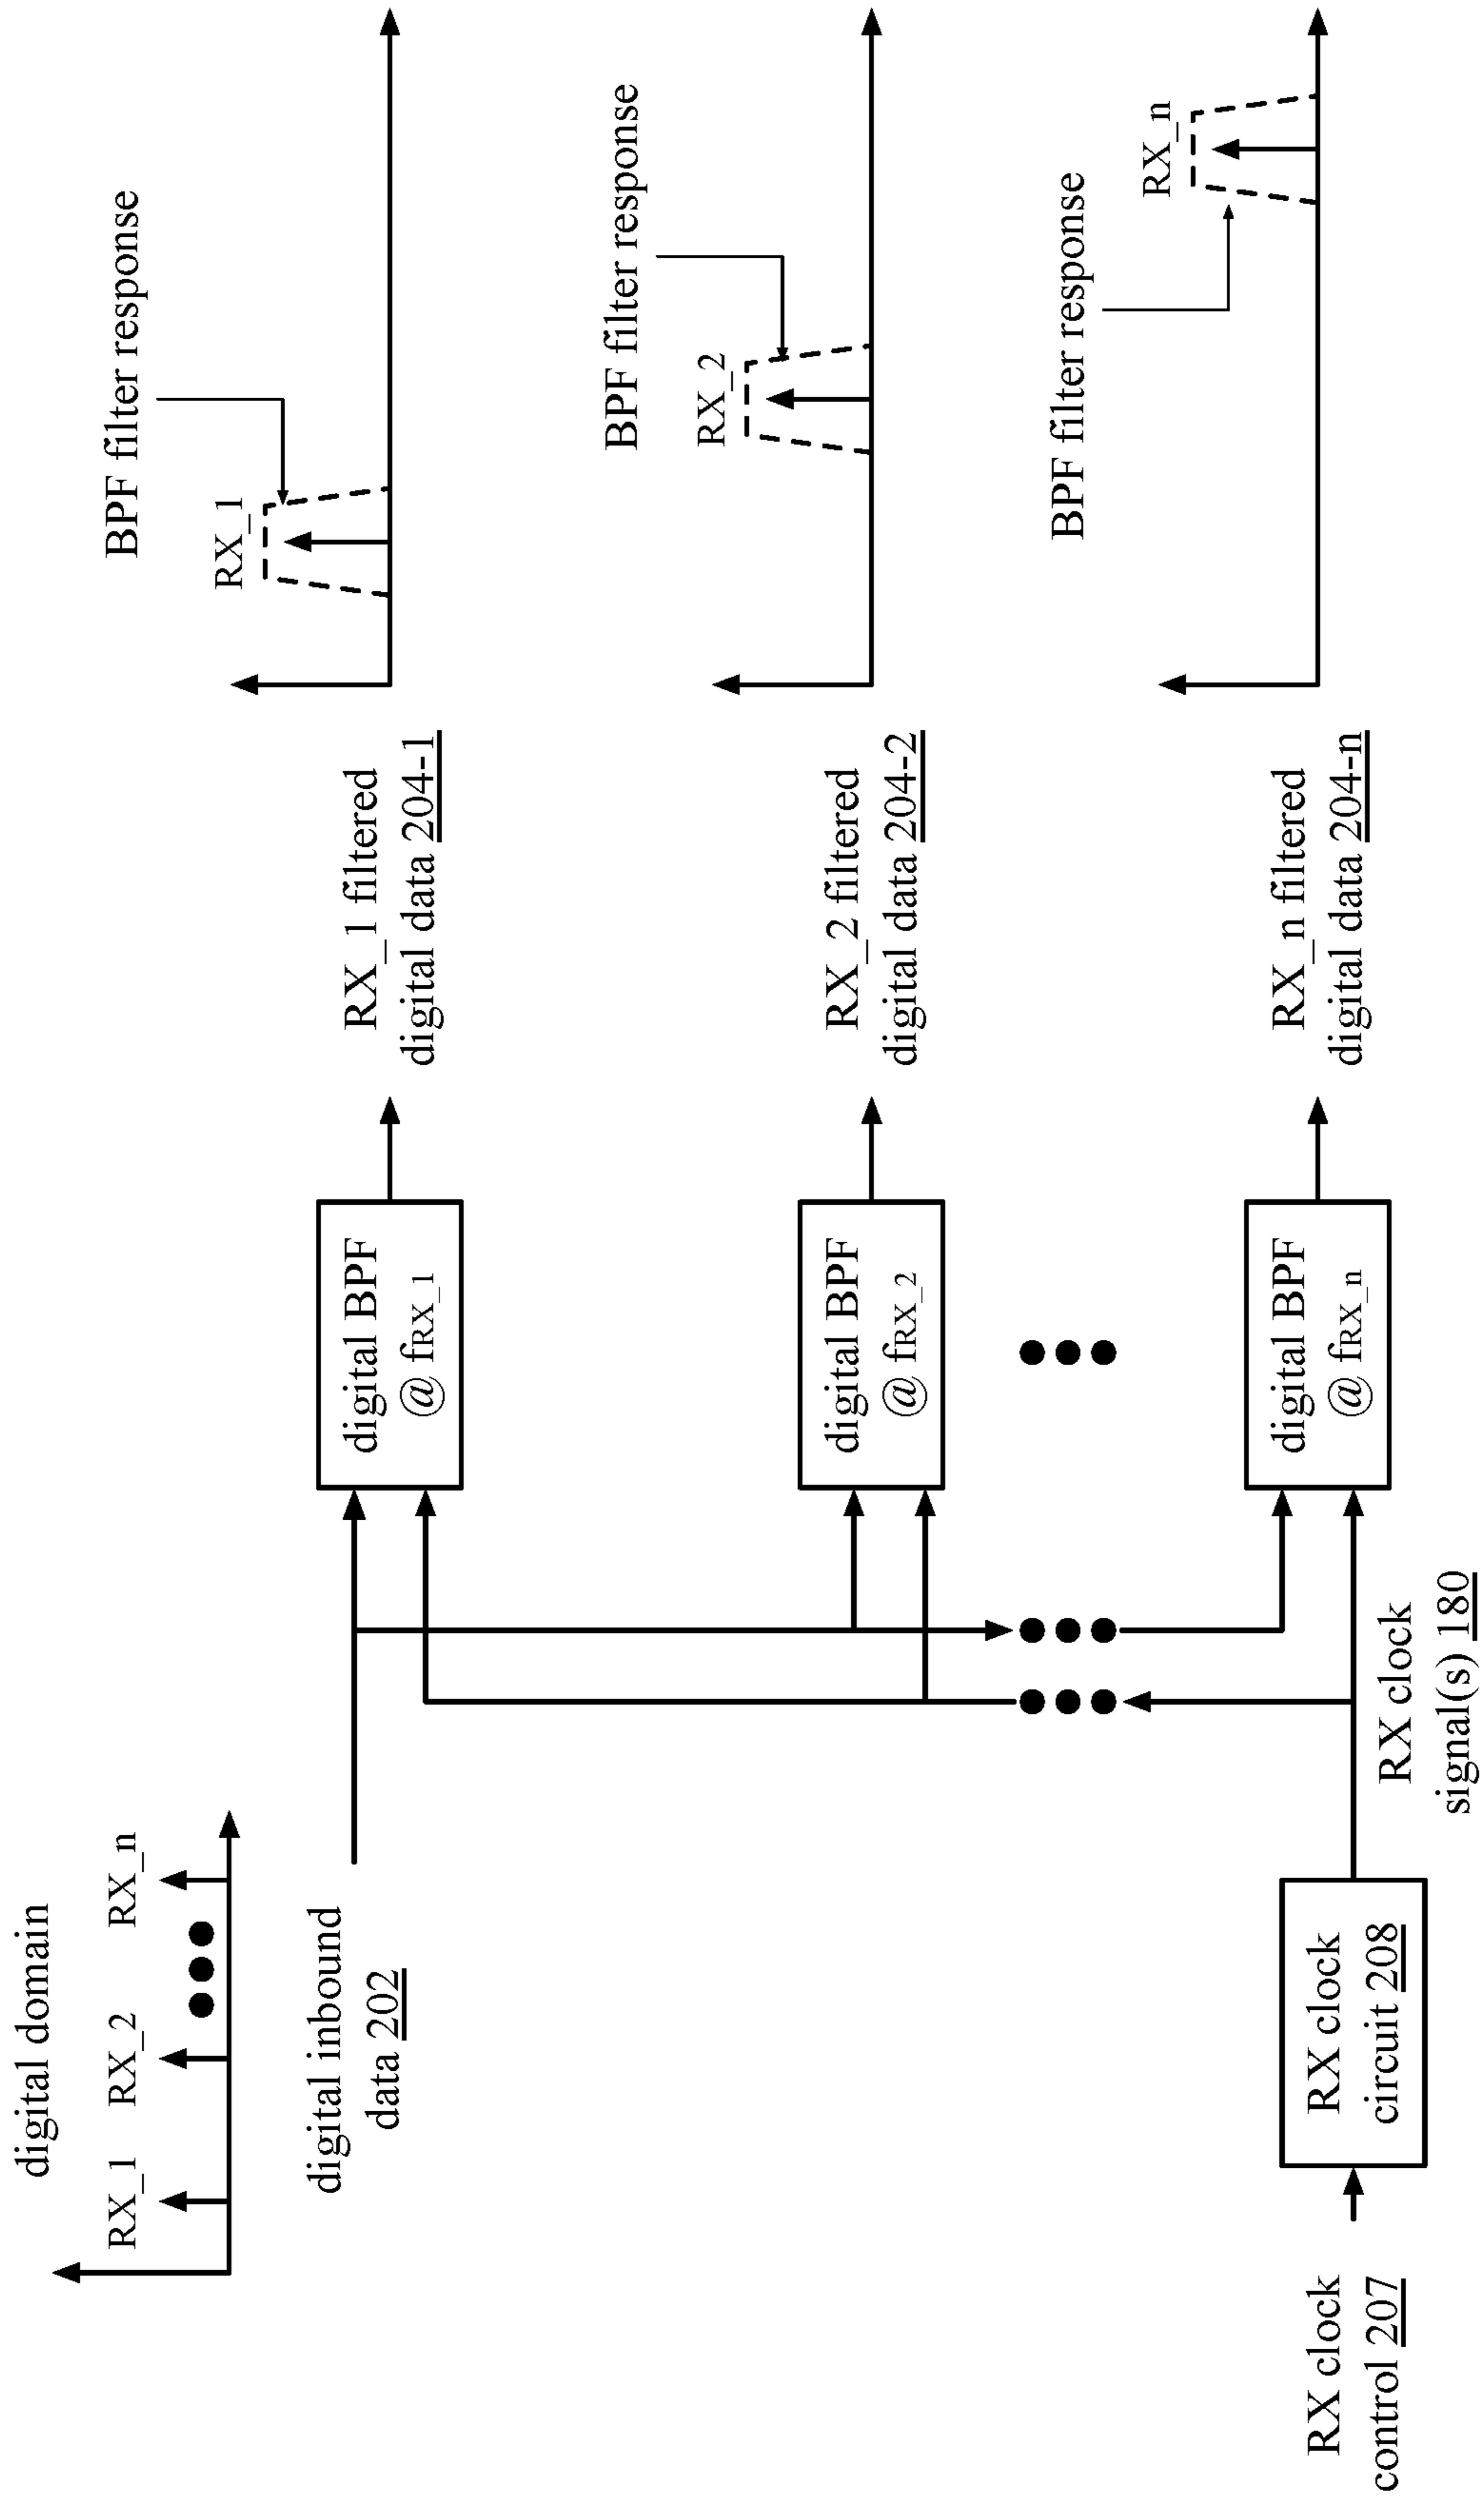 digital domain
RX_1
RX_2
RX_n
digital inbound
data 202
RX clock
control 207
RX clock
circuit 208
RX clock
signal(s) 180
digital BPF
@ fRX_1
digital BPF
@ fRX_2
digital BPF
@ fRX_n
RX_1 filtered
digital data 204-1
RX_2 filtered
digital data 204-2
RX_n filtered
digital data 204-n
BPF filter response
RX_1
BPF filter response
RX_2
BPF filter response
RX_n